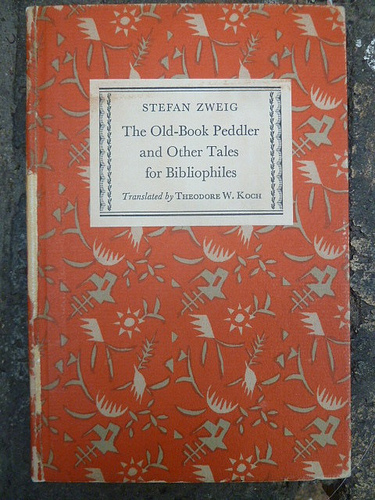 STEFAN ZWEIG
The Old-Book Peddler
and Other Tales
for Bibliophiles
Translated by THEODORE W. KOCH